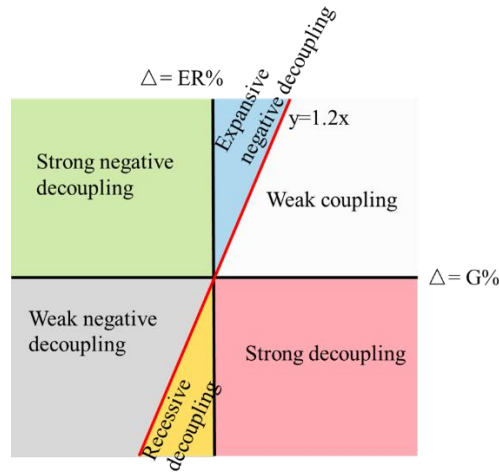 △= ER%
Expansive
negative decoupling
y=1.2x
Strong negative
decoupling
Weak coupling
△= G%
Weak negative
decoupling
Strong decoupling
Recessive
decoupling